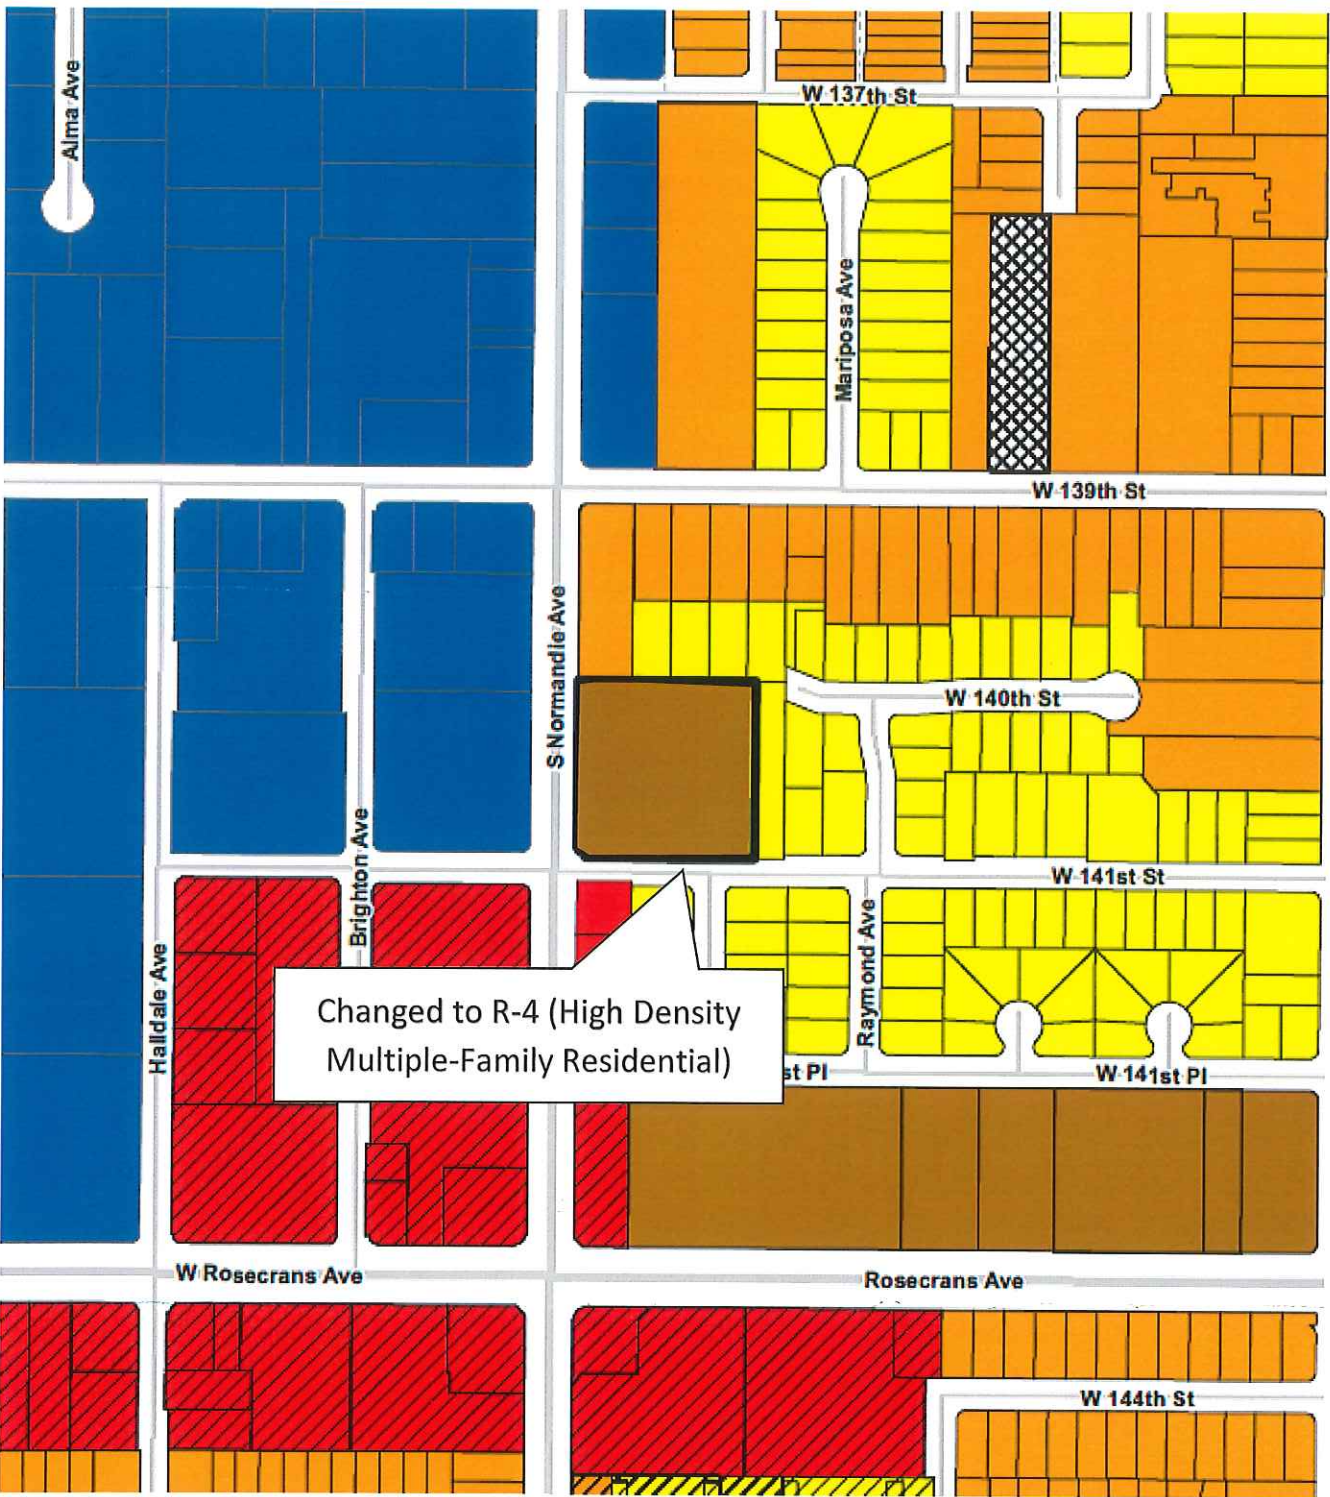 Alma Ave
W 137th St
Mariposa Ave
W 139th St
S Normandie Ave
W 140th St
Brighton Ave
W 141st St
Raymond Ave
Halldale Ave
Changed to R-4 (High Density
Multiple-Family Residential)
st Pl
W 141st Pl
W Rosecrans Ave
Rosecrans Ave
W 144th St